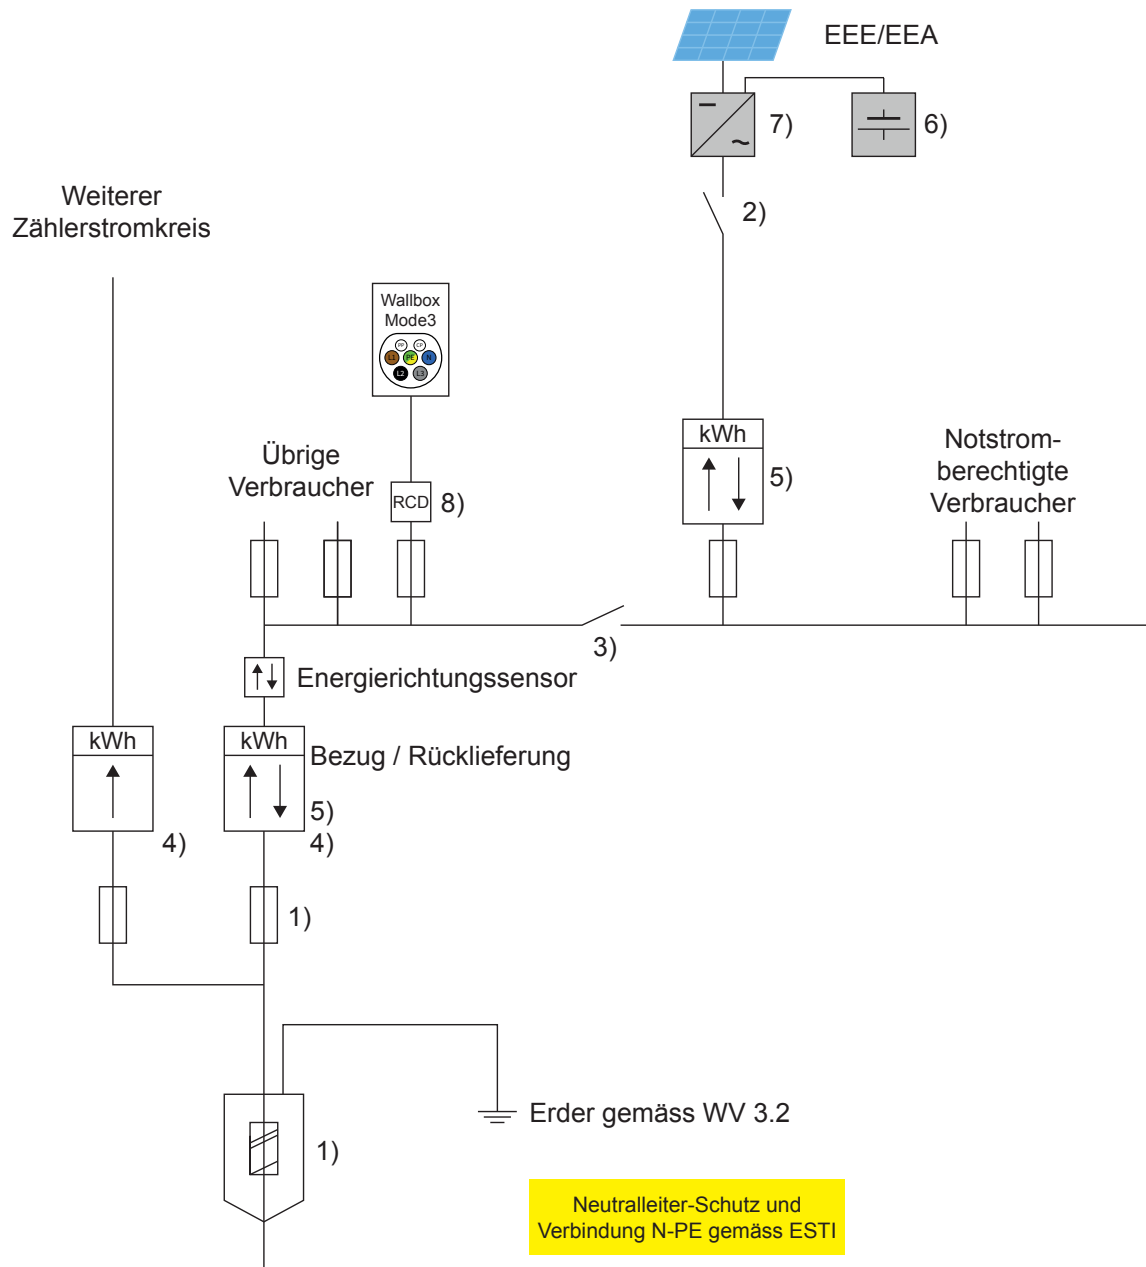 EEE/EEA
7)
6)
Weiterer
Zählerstromkreis
2)
Wallbox
Mode3
PP
CP
L1
PE
N
L2
L3
kWh
5)
Notstrom-
berechtigte
Verbraucher
Übrige
Verbraucher
RCD
8)
3)
Energierichtungssensor
kWh
4)
kWh
Bezug / Rücklieferung
5)
4)
1)
Erder gemäss WV 3.2
1)
Neutralleiter-Schutz und
Verbindung N-PE gemäss ESTI